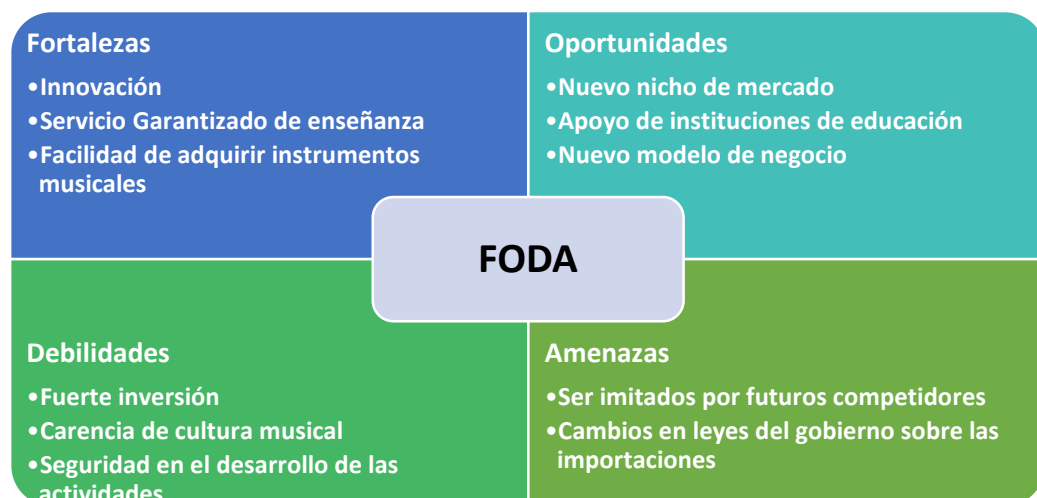 Fortalezas
•Innovación
•Servicio Garantizado de enseñanza
•Facilidad de adquirir instrumentos
musicales
Oportunidades
•Nuevo nicho de mercado
•Apoyo de instituciones de educación
•Nuevo modelo de negocio
FODA
Debilidades
•Fuerte inversión
•Carencia de cultura musical
•Seguridad en el desarrollo de las
actividades
Amenazas
•Ser imitados por futuros competidores
•Cambios en leyes del gobierno sobre las
importaciones